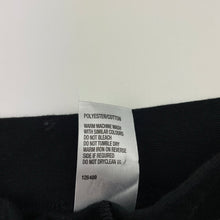 POLYESTER/COTTON
WARM MACHINE WASH
WITH SIMILAR COLOURS
DO NOT BLEACH
DO NOT TUMBLE DRY
WARM IRON ON REVERSE
SIDE IF REQUIRED
DO NOT DRYCLEAN